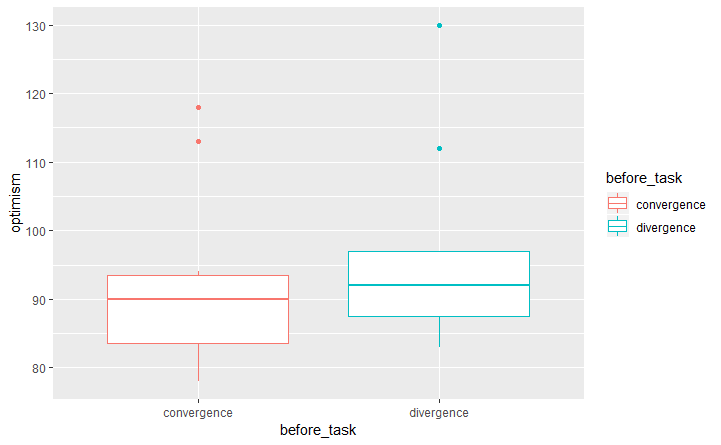 130
120
110
100
90
80
optimism
convergence
divergence
before_task
before_task
convergence
divergence